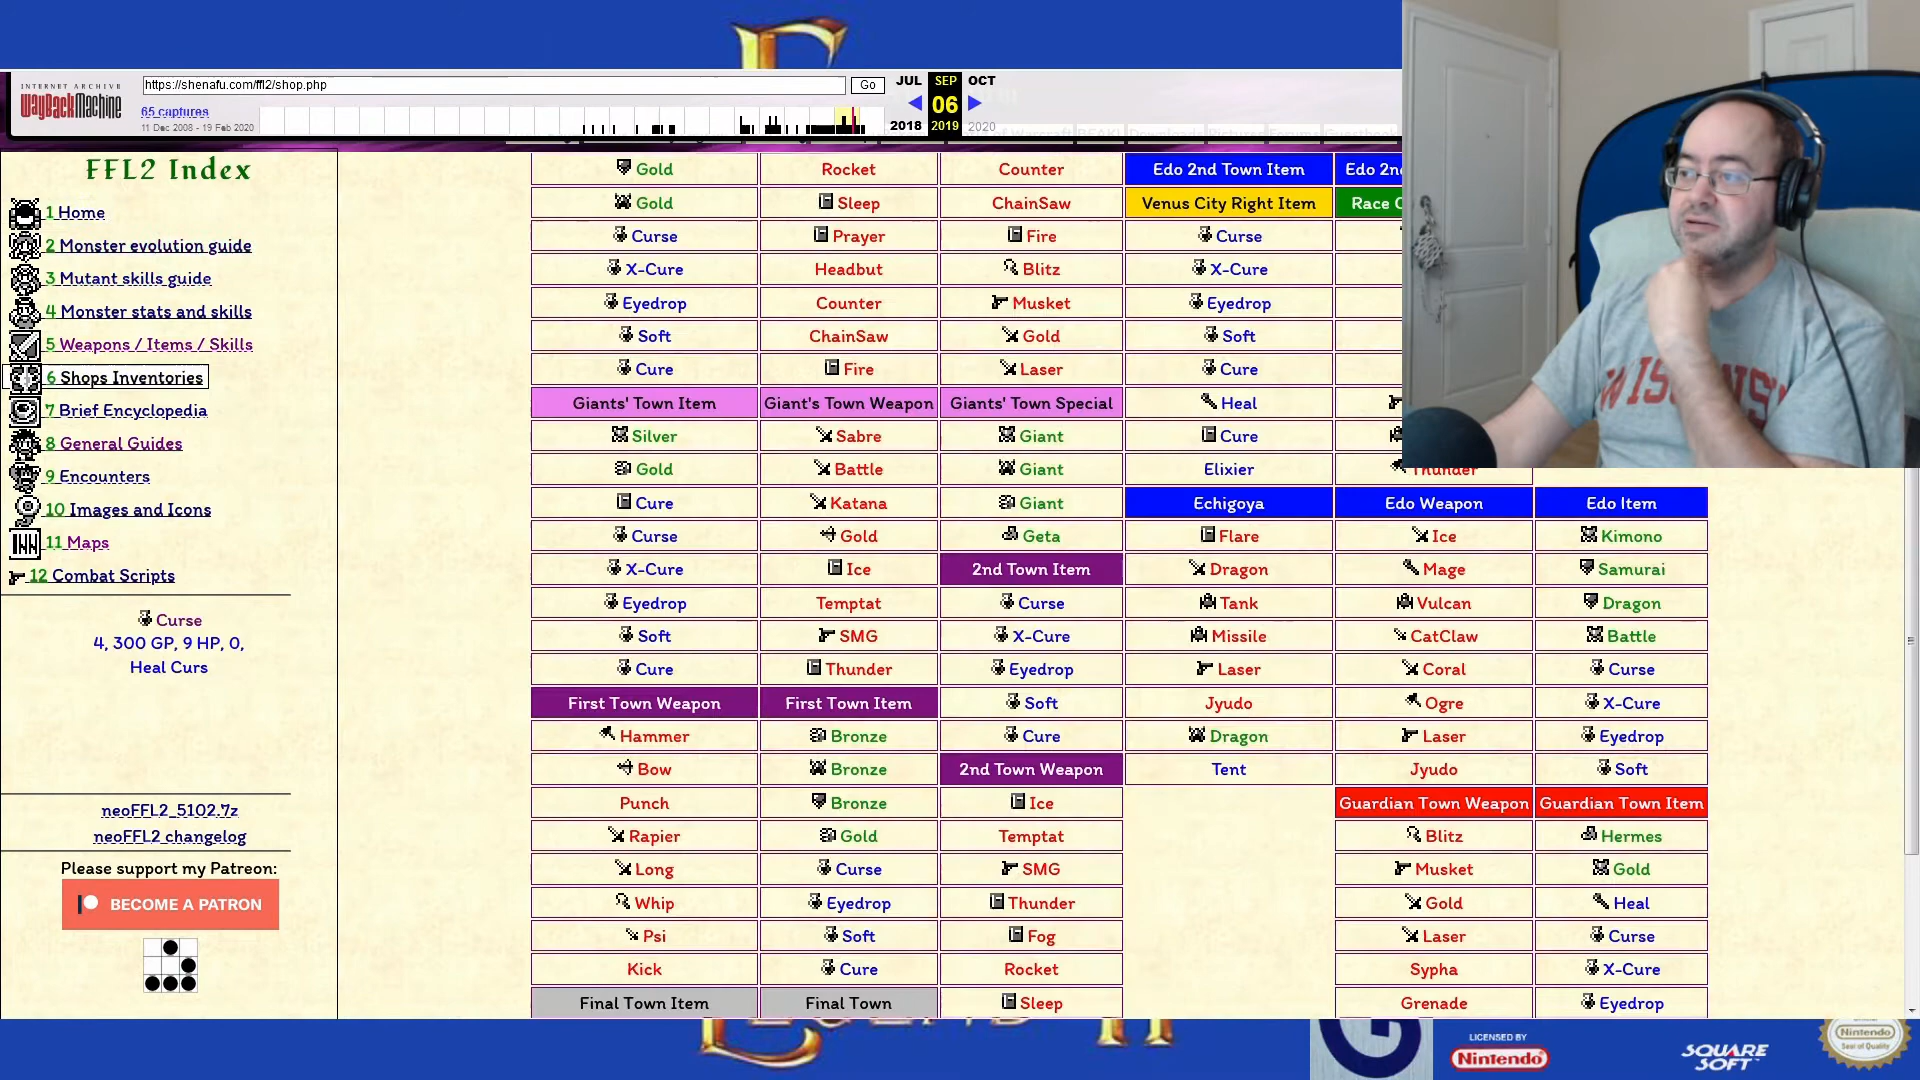 INTERNET ARCHIVE
WayBackMachine
https://shenafu.com/ffl2/shop.php
Go
65 captures
11 Dec 2008 - 19 Feb 2020
JUL SEP OCT
06
2018 2019 2020
FFL2 Index
1 Home
2 Monster evolution guide
3 Mutant skills guide
4 Monster stats and skills
5 Weapons / Items / Skills
6 Shops Inventories
7 Brief Encyclopedia
8 General Guides
9 Encounters
10 Images and Icons
11 Maps
12 Combat Scripts
Curse
4, 300 GP, 9 HP, 0,
Heal Curs
neoFFL2_5102.7z
neoFFL2 changelog
Please support my Patreon:
BECOME A PATRON
Gold Rocket Counter Edo 2nd Town Item Edo 2n
Gold Sleep ChainSaw Venus City Right Item Race
Curse Prayer Fire Curse
X-Cure Headbut Blitz X-Cure
Eyedrop Counter Musket Eyedrop
Soft ChainSaw Gold Soft
Cure Fire Laser Cure
Giants' Town Item Giant's Town Weapon Giants' Town Special Heal
Silver Sabre Giant Cure
Gold Battle Giant Elixier Thunder
Cure Katana Giant Echigoya Edo Weapon Edo Item
Curse Gold Geta Flare Ice Kimono
X-Cure Ice 2nd Town Item Dragon Mage Samurai
Eyedrop Temptat Curse Tank Vulcan Dragon
Soft SMG X-Cure Missile CatClaw Battle
Cure Thunder Eyedrop Laser Coral Curse
First Town Weapon First Town Item Soft Jyudo Ogre X-Cure
Hammer Bronze Cure Dragon Laser Eyedrop
Bow Bronze 2nd Town Weapon Tent Jyudo Soft
Punch Bronze Ice Guardian Town Weapon Guardian Town Item
Rapier Gold Temptat Blitz Hermes
Long Curse SMG Musket Gold
Whip Eyedrop Thunder Gold Heal
Psi Soft Fog Laser Curse
Kick Cure Rocket Sypha X-Cure
Final Town Item Final Town Sleep Grenade Eyedrop
WISCONS
LEGEND II
LICENSED BY
Nintendo
SQUARE
SOFT
Nintendo
Seal of Quality